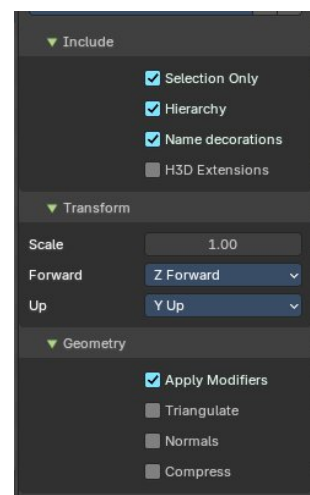 Include
Selection Only
Hierarchy
Name decorations
H3D Extensions
Transform
Scale 1.00
Forward Z Forward
Up Y Up
Geometry
Apply Modifiers
Triangulate
Normals
Compress